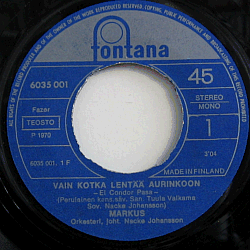 fontana
6035 001
45
Fazer
STEREO
MONO
TEOSTO
℗ 1970
1
6035 001. 1 F
3'04
MADE IN FINLAND
VAIN KOTKA LENTÄÄ AURINKOON
- El Condor Pasa -
(Perulainen kans.säv. San. Tuula Valkama
Sov. Nacke Johansson)
MARKUS
Orkesteri, joht. Nacke Johansson